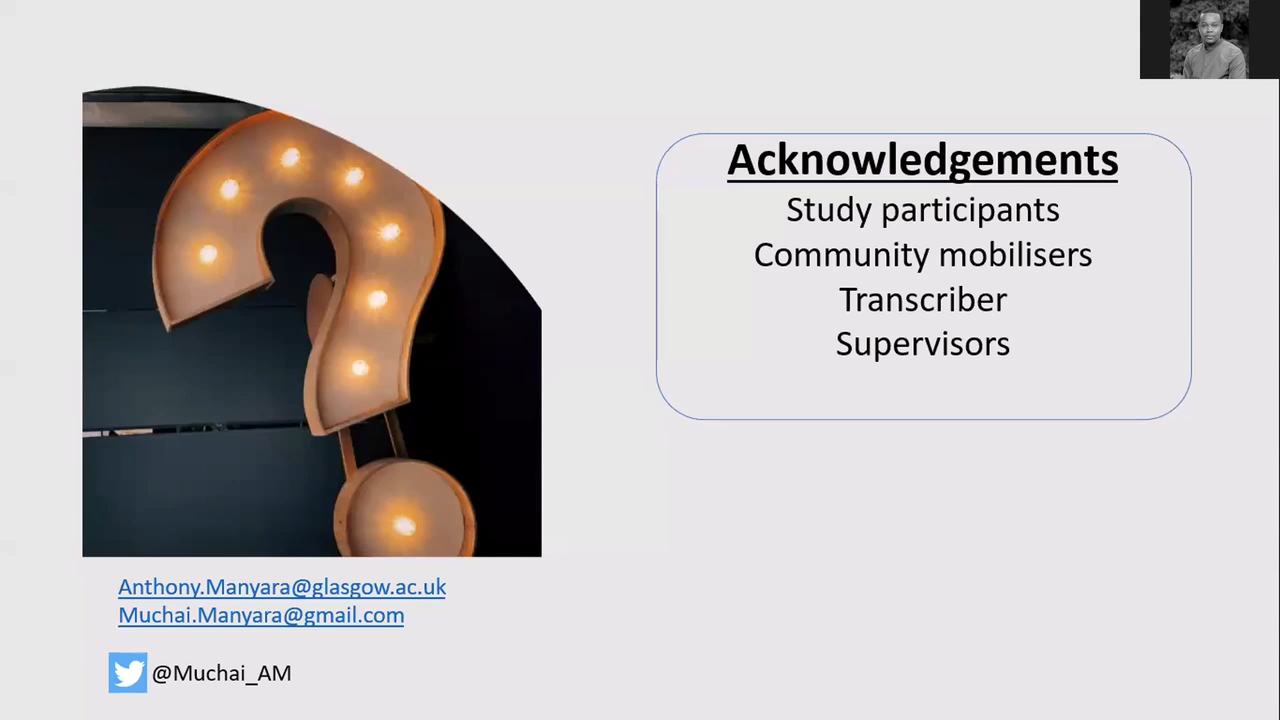 Acknowledgements
Study participants
Community mobilisers
Transcriber
Supervisors
Anthony.Manyara@glasgow.ac.uk
Muchai.Manyara@gmail.com
@Muchai_AM